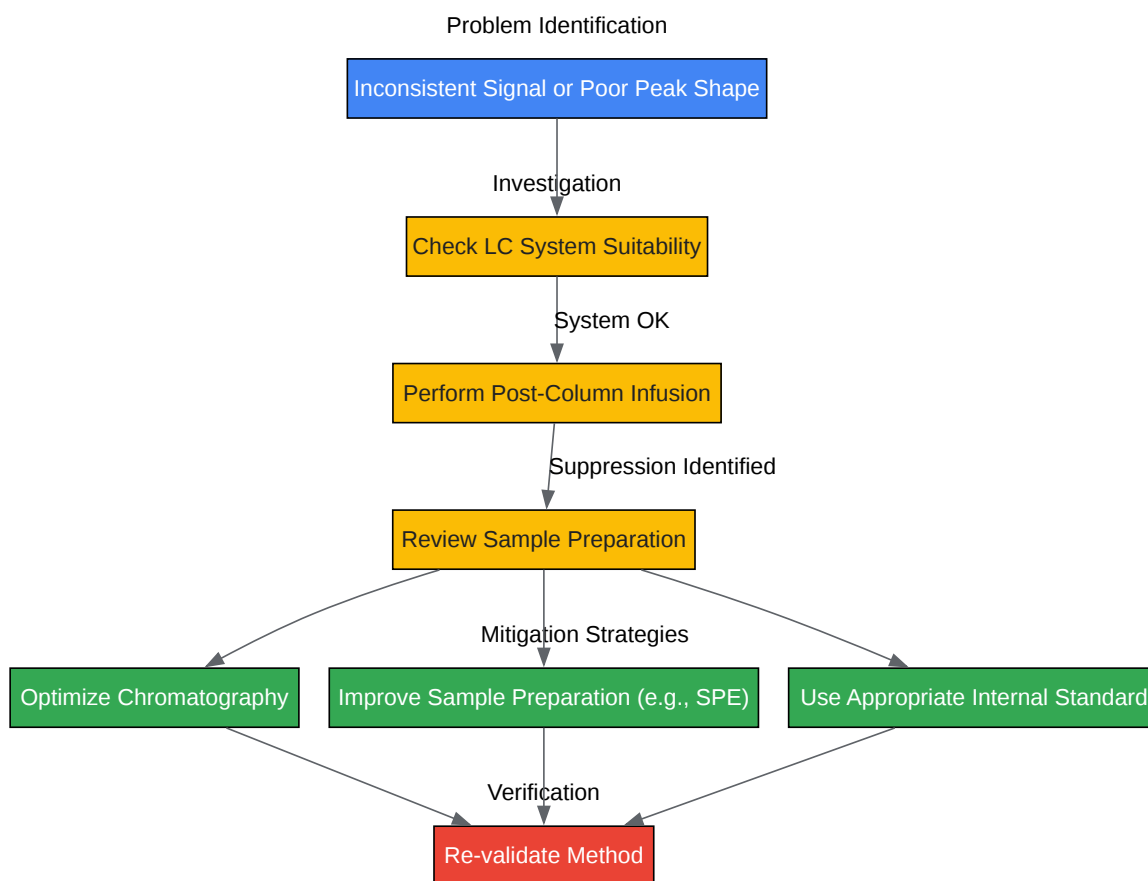 Problem Identification
Inconsistent Signal or Poor Peak Shape
Investigation
Check LC System Suitability
System OK
Perform Post-Column Infusion
Suppression Identified
Review Sample Preparation
Mitigation Strategies
Optimize Chromatography
Improve Sample Preparation (e.g., SPE)
Use Appropriate Internal Standard
Verification
Re-validate Method